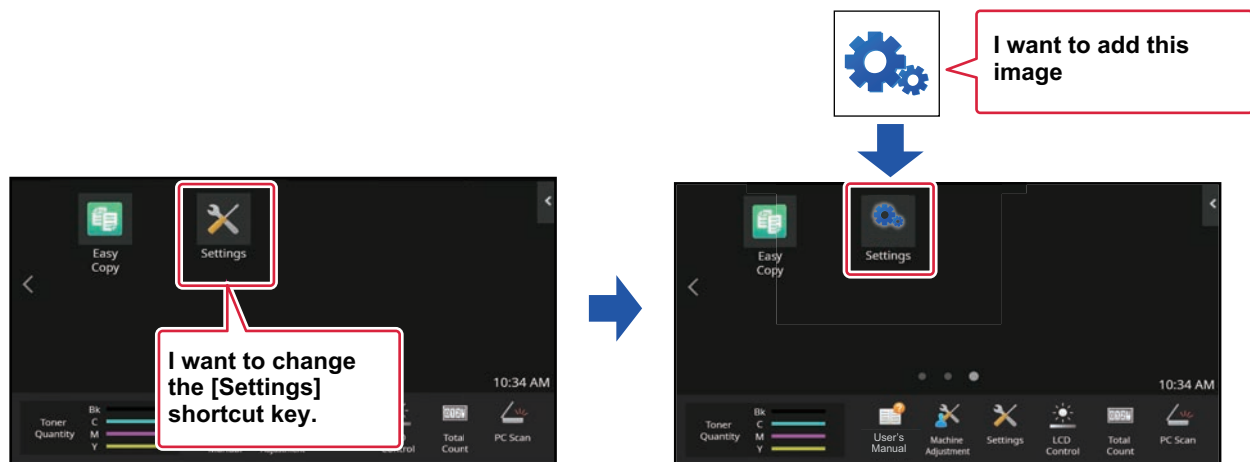 I want to add this
image
Easy
Copy
Settings
I want to change
the [Settings]
shortcut key.
10:34 AM
Toner
Quantity
Bk
C
M
Y
Total
Count
PC Scan
Easy
Copy
Settings
10:34 AM
Toner
Quantity
Bk
C
M
Y
User's
Manual
Machine
Adjustment
Settings
LCD
Control
Total
Count
PC Scan